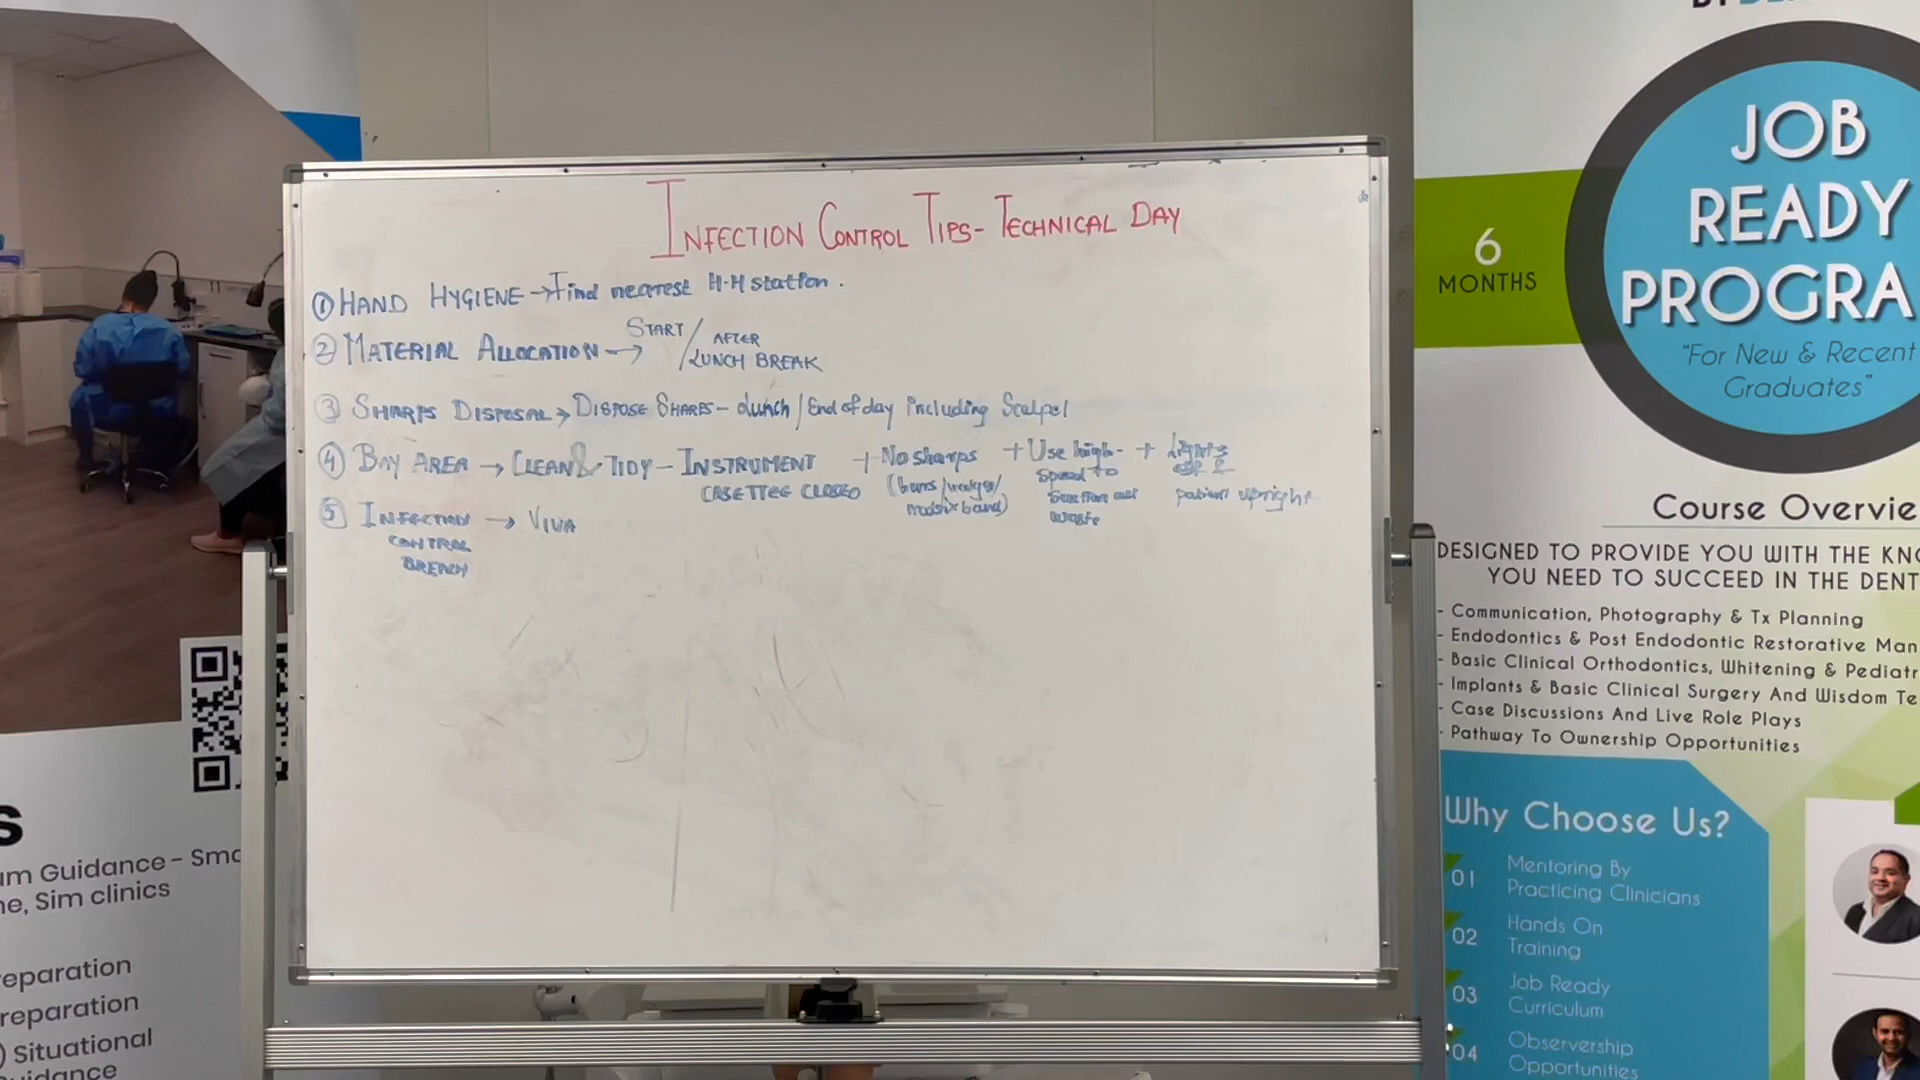 INFECTION CONTROL TIPS- TECHNICAL DAY
① HAND HYGIENE → Find nearest H-H station.
② MATERIAL ALLOCATION → START / AFTER LUNCH BREAK
③ SHARPS DISPOSAL → DISPOSE SHARPS - Lunch / End of day including Scalpel
④ BAY AREA → CLEAN & TIDY - INSTRUMENT CASETTES CLOSED + No sharps (burs/wedges/matrix band) + Use high-speed to suction out waste + Lights off & patient upright
⑤ INFECTION CONTROL BREACH → VIVA
JOB
READY
PROGRA
"For New & Recent
Graduates"
6
MONTHS
Course Overvie
DESIGNED TO PROVIDE YOU WITH THE KNO
YOU NEED TO SUCCEED IN THE DENT
- Communication, Photography & Tx Planning
- Endodontics & Post Endodontic Restorative Man
- Basic Clinical Orthodontics, Whitening & Pediatr
- Implants & Basic Clinical Surgery And Wisdom Te
- Case Discussions And Live Role Plays
- Pathway To Ownership Opportunities
Why Choose Us?
01 Mentoring By
Practicing Clinicians
02 Hands On
Training
03 Job Ready
Curriculum
04 Observership
Opportunities
s
um Guidance - Smo
ne, Sim clinics
reparation
reparation
) Situational
uidance